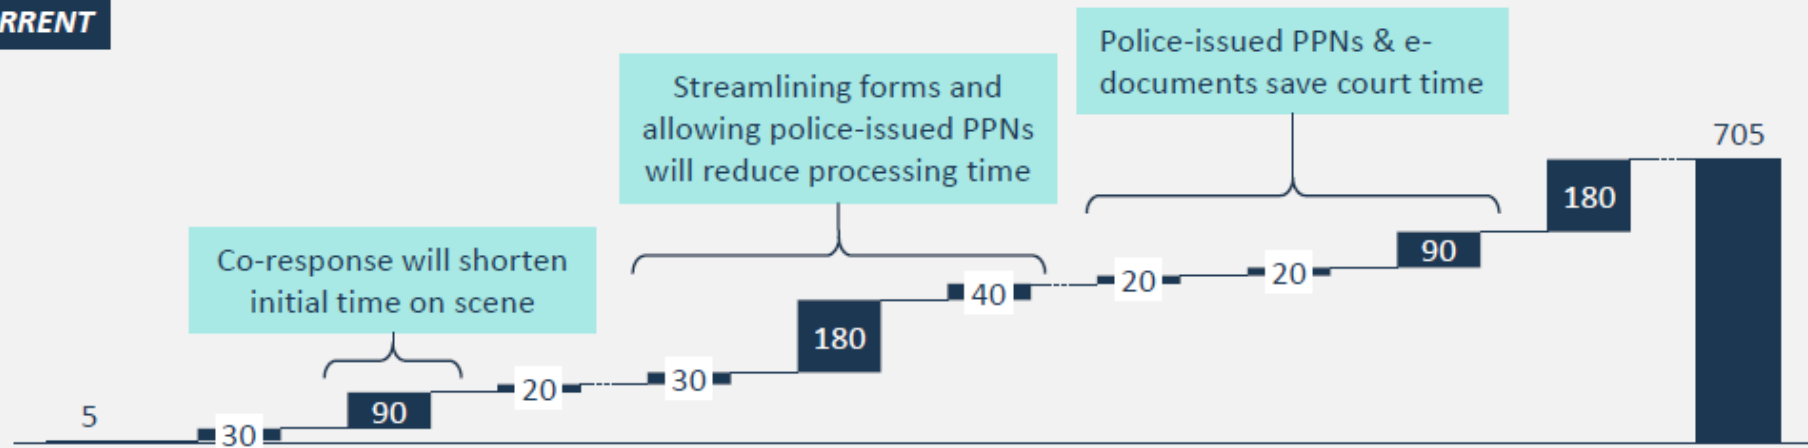 RRENT
Police-issued PPNs & e-
documents save court time
Streamlining forms and
allowing police-issued PPNs
will reduce processing time
705
180
Co-response will shorten
initial time on scene
90
20
20
40
180
30
20
90
5
30